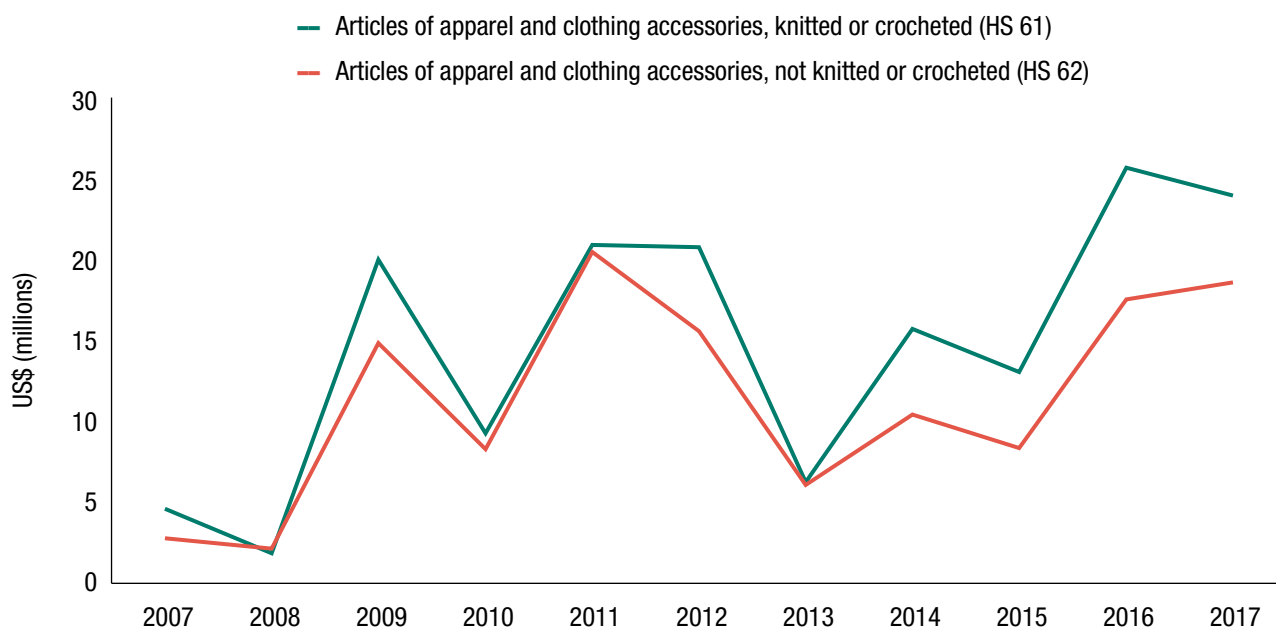 Articles of apparel and clothing accessories, knitted or crocheted (HS 61)
Articles of apparel and clothing accessories, not knitted or crocheted (HS 62)
30
25
20
15
10
5
0
US$ (millions)
2007 2008 2009 2010 2011 2012 2013 2014 2015 2016 2017